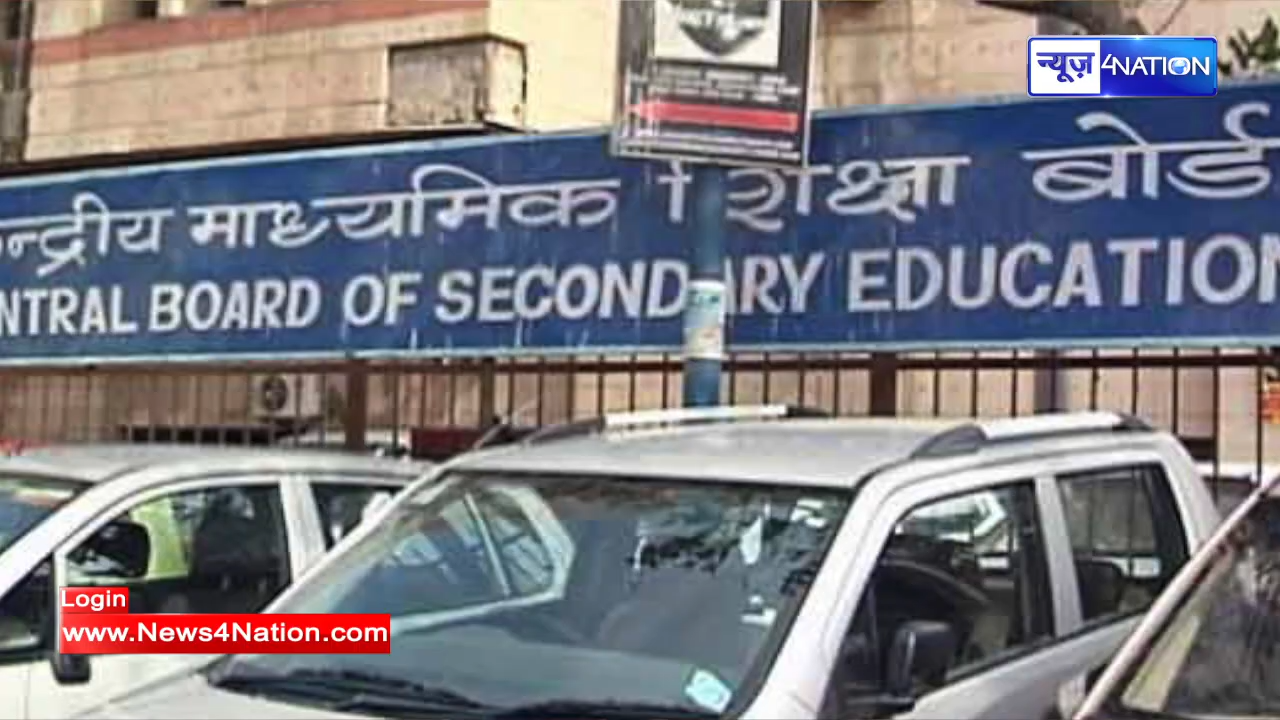 न्यूज़ 4NATION
न्द्रीय माध्यमिक शिक्षा बोर्ड
NTRAL BOARD OF SECONDARY EDUCATION
Login
www.News4Nation.com